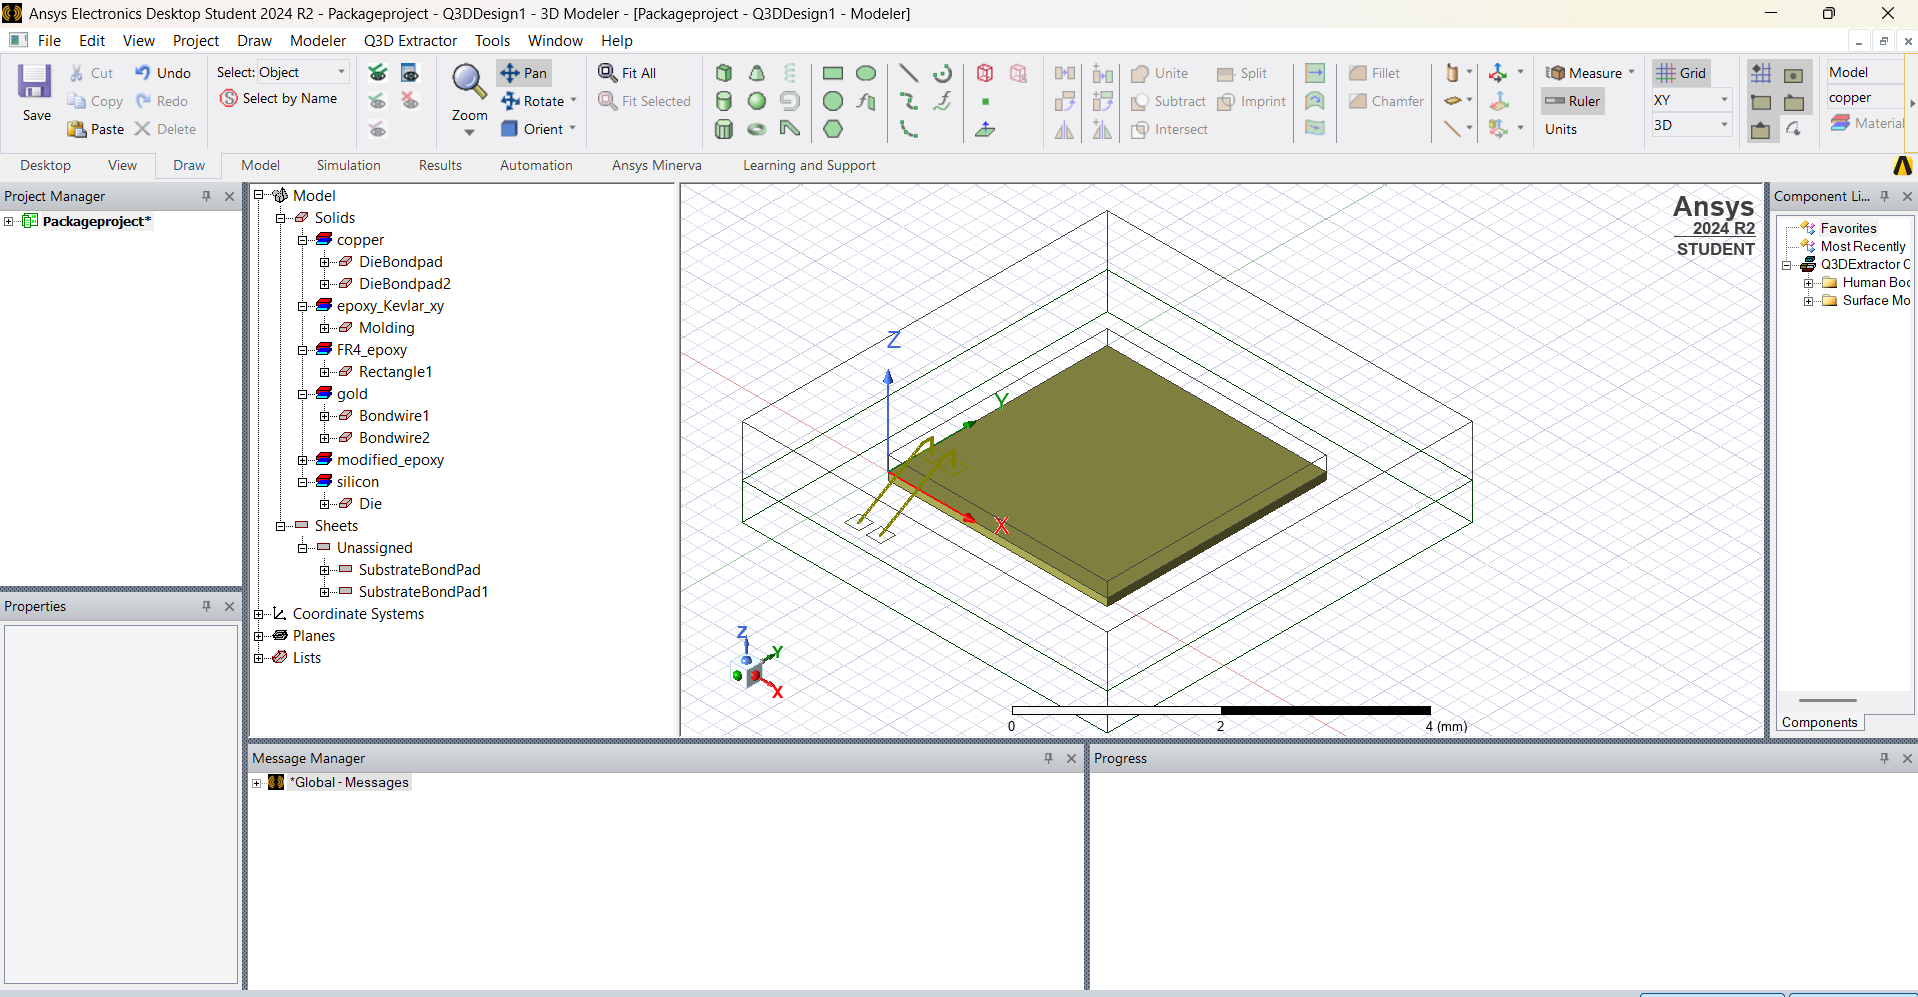 Ansys Electronics Desktop Student 2024 R2 - Packageproject - Q3DDesign1 - 3D Modeler - [Packageproject - Q3DDesign1 - Modeler]
File Edit View Project Draw Modeler Q3D Extractor Tools Window Help
Save
Cut
Copy
Paste
Undo
Redo
Delete
Select: Object
Select by Name
Zoom
Pan
Rotate
Orient
Fit All
Fit Selected
Unite
Subtract
Intersect
Split
Imprint
Fillet
Chamfer
Measure
Ruler
Units
Grid
XY
3D
Model
copper
Material
Desktop View Draw Model Simulation Results Automation Ansys Minerva Learning and Support
Project Manager
Packageproject*
Properties
Model
Solids
copper
DieBondpad
DieBondpad2
epoxy_Kevlar_xy
Molding
FR4_epoxy
Rectangle1
gold
Bondwire1
Bondwire2
modified_epoxy
silicon
Die
Sheets
Unassigned
SubstrateBondPad
SubstrateBondPad1
Coordinate Systems
Planes
Lists
Ansys
2024 R2
STUDENT
Z
Y
X
Z
Y
X
0 2 4 (mm)
Component Li...
Favorites
Most Recently
Q3DExtractor C
Human Boc
Surface Mo
Components
Message Manager
*Global - Messages
Progress